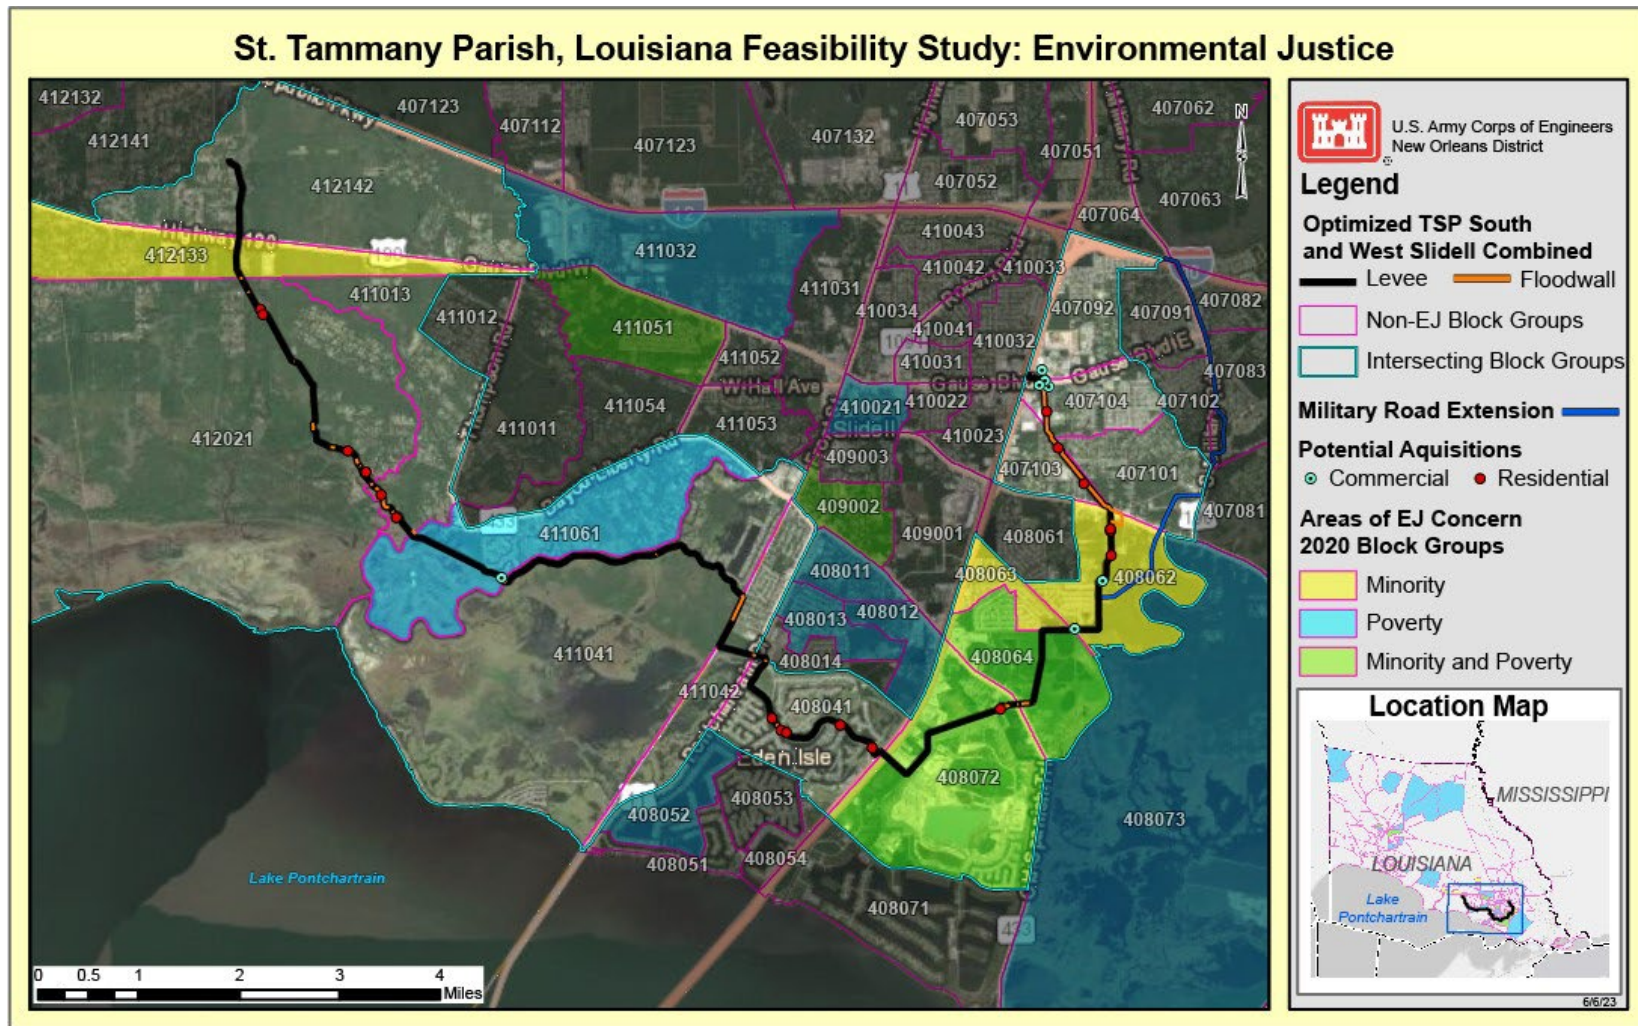 St. Tammany Parish, Louisiana Feasibility Study: Environmental Justice
412132
412141
407123
407112
407123
407132
407053
407062
407051
407052
407063
407064
412142
411032
410043
412133
411013
410042
410033
411031
410034
407092
407082
407091
411012
411051
410041
410032
411052
410031
407083
W Hall Ave
407104
407102
411054
410021
410022
412021
411011
411053
Slidell
410023
409003
407103
407101
409002
407081
433
411061
409001
408061
408011
408063
408062
408012
408013
411041
408014
408064
411042
408041
Eden Isle
408072
408053
408052
408073
408051
408054
Lake Pontchartrain
408071
433
N
0 0.5 1 2 3 4
Miles
U.S. Army Corps of Engineers
New Orleans District
Legend
Optimized TSP South
and West Slidell Combined
Levee Floodwall
Non-EJ Block Groups
Intersecting Block Groups
Military Road Extension
Potential Aquisitions
Commercial Residential
Areas of EJ Concern
2020 Block Groups
Minority
Poverty
Minority and Poverty
Location Map
MISSISSIPPI
LOUISIANA
Lake
Pontchartrain
6/6/23